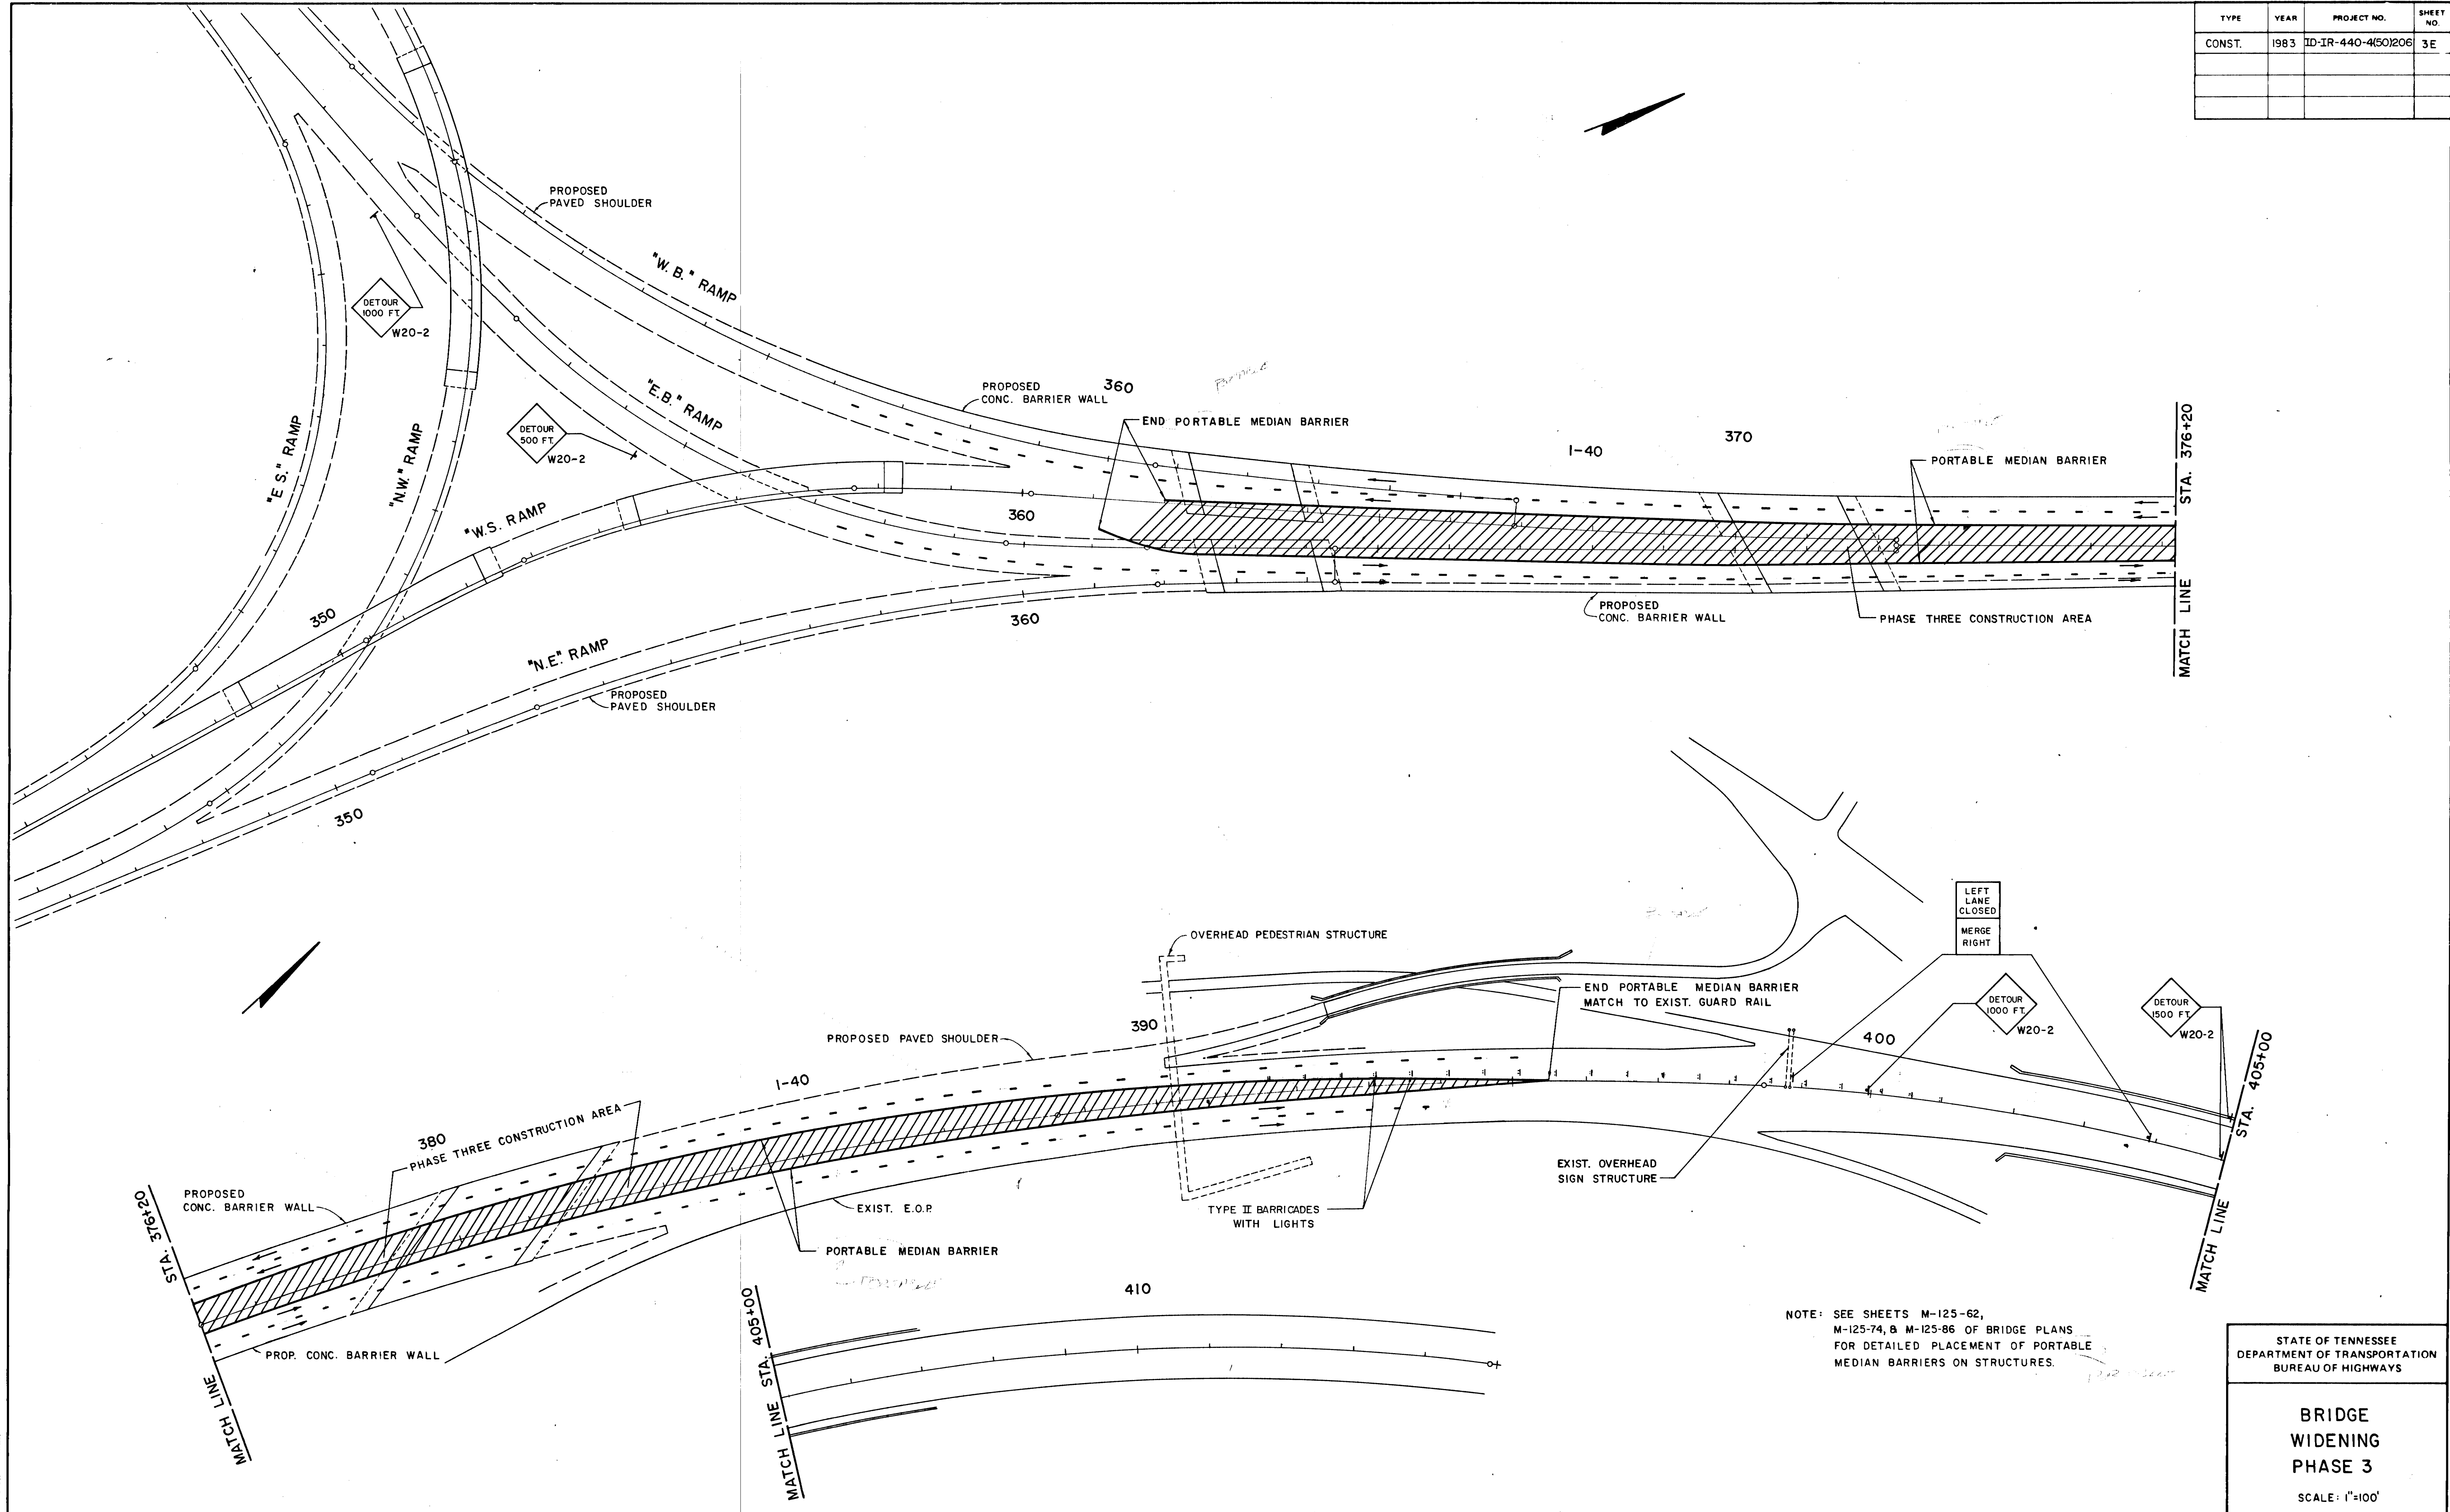 TYPE YEAR PROJECT NO. SHEET NO.
CONST. 1983 ID-IR-440-4(50)206 3E
PROPOSED
PAVED SHOULDER
"W. B." RAMP
DETOUR
1000 FT.
W20-2
"E.B." RAMP
DETOUR
500 FT.
W20-2
"E S." RAMP
"N.W." RAMP
"W.S. RAMP
350
"N.E." RAMP
PROPOSED
PAVED SHOULDER
350
PROPOSED
CONC. BARRIER WALL
360
END PORTABLE MEDIAN BARRIER
360
360
I-40
370
PORTABLE MEDIAN BARRIER
PROPOSED
CONC. BARRIER WALL
PHASE THREE CONSTRUCTION AREA
MATCH LINE STA. 376+20
OVERHEAD PEDESTRIAN STRUCTURE
END PORTABLE MEDIAN BARRIER
MATCH TO EXIST. GUARD RAIL
LEFT
LANE
CLOSED
MERGE
RIGHT
DETOUR
1000 FT.
W20-2
DETOUR
1500 FT.
W20-2
390
400
PROPOSED PAVED SHOULDER
I-40
380
PHASE THREE CONSTRUCTION AREA
PROPOSED
CONC. BARRIER WALL
EXIST. E.O.P.
PORTABLE MEDIAN BARRIER
TYPE II BARRICADES
WITH LIGHTS
EXIST. OVERHEAD
SIGN STRUCTURE
MATCH LINE STA. 405+00
MATCH LINE STA. 376+20
PROP. CONC. BARRIER WALL
MATCH LINE STA. 405+00
410
NOTE: SEE SHEETS M-125-62,
M-125-74, & M-125-86 OF BRIDGE PLANS
FOR DETAILED PLACEMENT OF PORTABLE
MEDIAN BARRIERS ON STRUCTURES.
STATE OF TENNESSEE
DEPARTMENT OF TRANSPORTATION
BUREAU OF HIGHWAYS
BRIDGE
WIDENING
PHASE 3
SCALE: 1"=100'